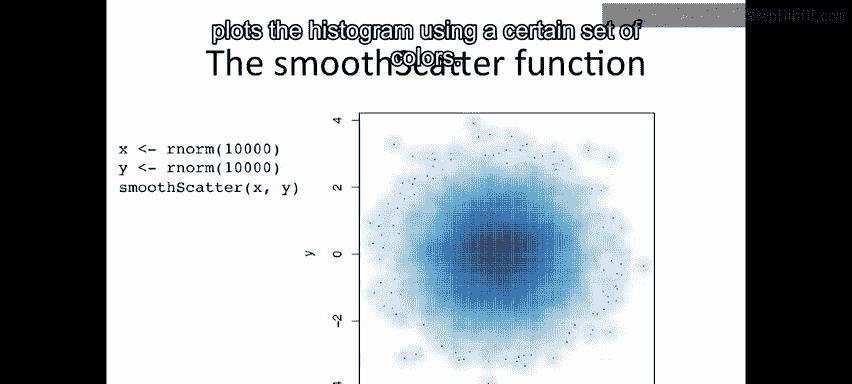 plots the histogram using a certain set of
colors.
The smoothScatter function
x <- rnorm(10000)
y <- rnorm(10000)
smoothScatter(x, y)
4
2
0
-2
y